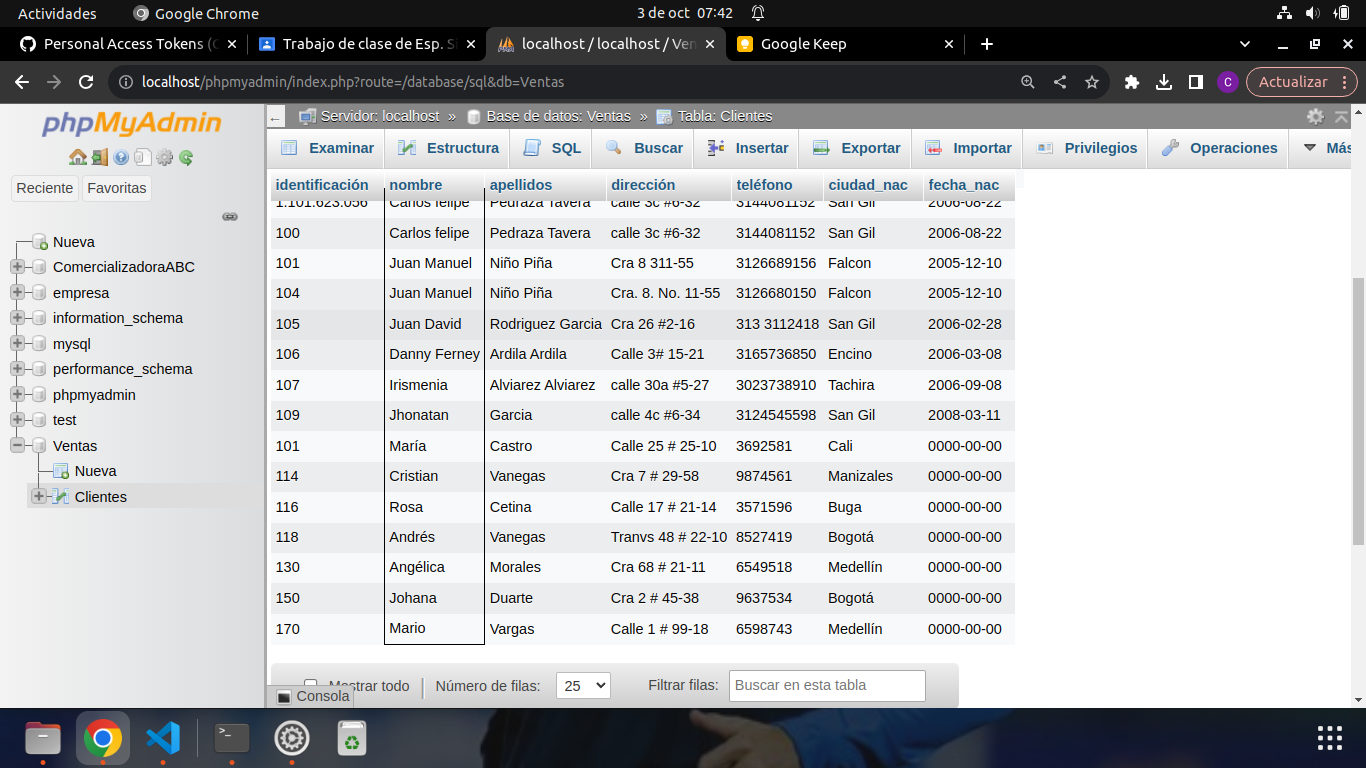 Actividades Google Chrome 3 de oct 07:42
Personal Access Tokens (C Trabajo de clase de Esp. S localhost / localhost / Ven Google Keep
localhost/phpmyadmin/index.php?route=/database/sql&db=Ventas C Actualizar
phpMyAdmin
Reciente Favoritas
Nueva
ComercializadoraABC
empresa
information_schema
mysql
performance_schema
phpmyadmin
test
Ventas
Nueva
Clientes
Servidor: localhost » Base de datos: Ventas » Tabla: Clientes
Examinar Estructura SQL Buscar Insertar Exportar Importar Privilegios Operaciones Más
identificación nombre apellidos dirección teléfono ciudad_nac fecha_nac
1.101.623.056 Carlos felipe Pedraza Tavera calle 3c #6-32 3144081152 San Gil 2006-08-22
100 Carlos felipe Pedraza Tavera calle 3c #6-32 3144081152 San Gil 2006-08-22
101 Juan Manuel Niño Piña Cra 8 311-55 3126689156 Falcon 2005-12-10
104 Juan Manuel Niño Piña Cra. 8. No. 11-55 3126680150 Falcon 2005-12-10
105 Juan David Rodriguez Garcia Cra 26 #2-16 313 3112418 San Gil 2006-02-28
106 Danny Ferney Ardila Ardila Calle 3# 15-21 3165736850 Encino 2006-03-08
107 Irismenia Alviarez Alviarez calle 30a #5-27 3023738910 Tachira 2006-09-08
109 Jhonatan Garcia calle 4c #6-34 3124545598 San Gil 2008-03-11
101 María Castro Calle 25 # 25-10 3692581 Cali 0000-00-00
114 Cristian Vanegas Cra 7 # 29-58 9874561 Manizales 0000-00-00
116 Rosa Cetina Calle 17 # 21-14 3571596 Buga 0000-00-00
118 Andrés Vanegas Tranvs 48 # 22-10 8527419 Bogotá 0000-00-00
130 Angélica Morales Cra 68 # 21-11 6549518 Medellín 0000-00-00
150 Johana Duarte Cra 2 # 45-38 9637534 Bogotá 0000-00-00
170 Mario Vargas Calle 1 # 99-18 6598743 Medellín 0000-00-00
Mostrar todo Número de filas: 25 Filtrar filas: Buscar en esta tabla
Consola